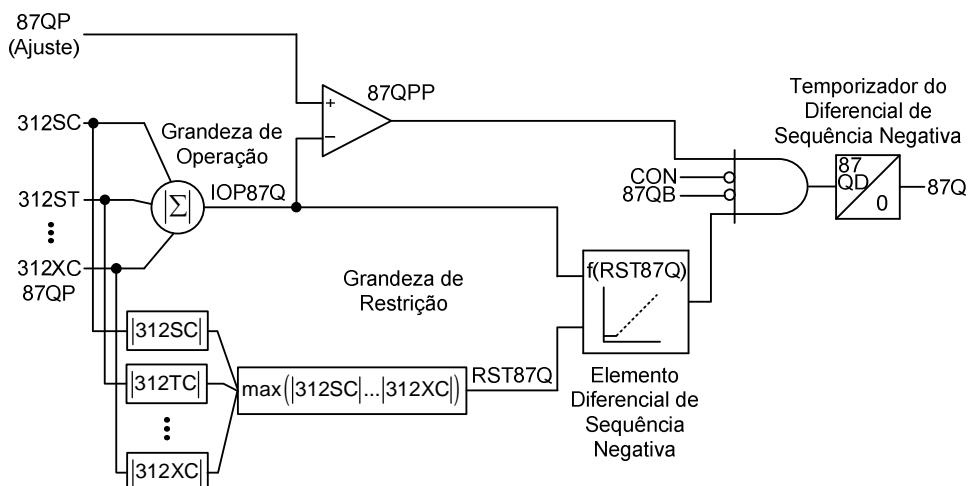 87QP
(Ajuste)
87QPP
+
–
Temporizador do
Diferencial de
Sequência Negativa
312SC
Grandeza de
Operação
312ST
|Σ|
IOP87Q
CON
87QB
87
QD
0
87Q
312XC
87QP
Grandeza de
Restrição
f(RST87Q)
|312SC|
|312TC|
max(|312SC|...|312XC|)
RST87Q
Elemento
Diferencial de
Sequência
Negativa
|312XC|